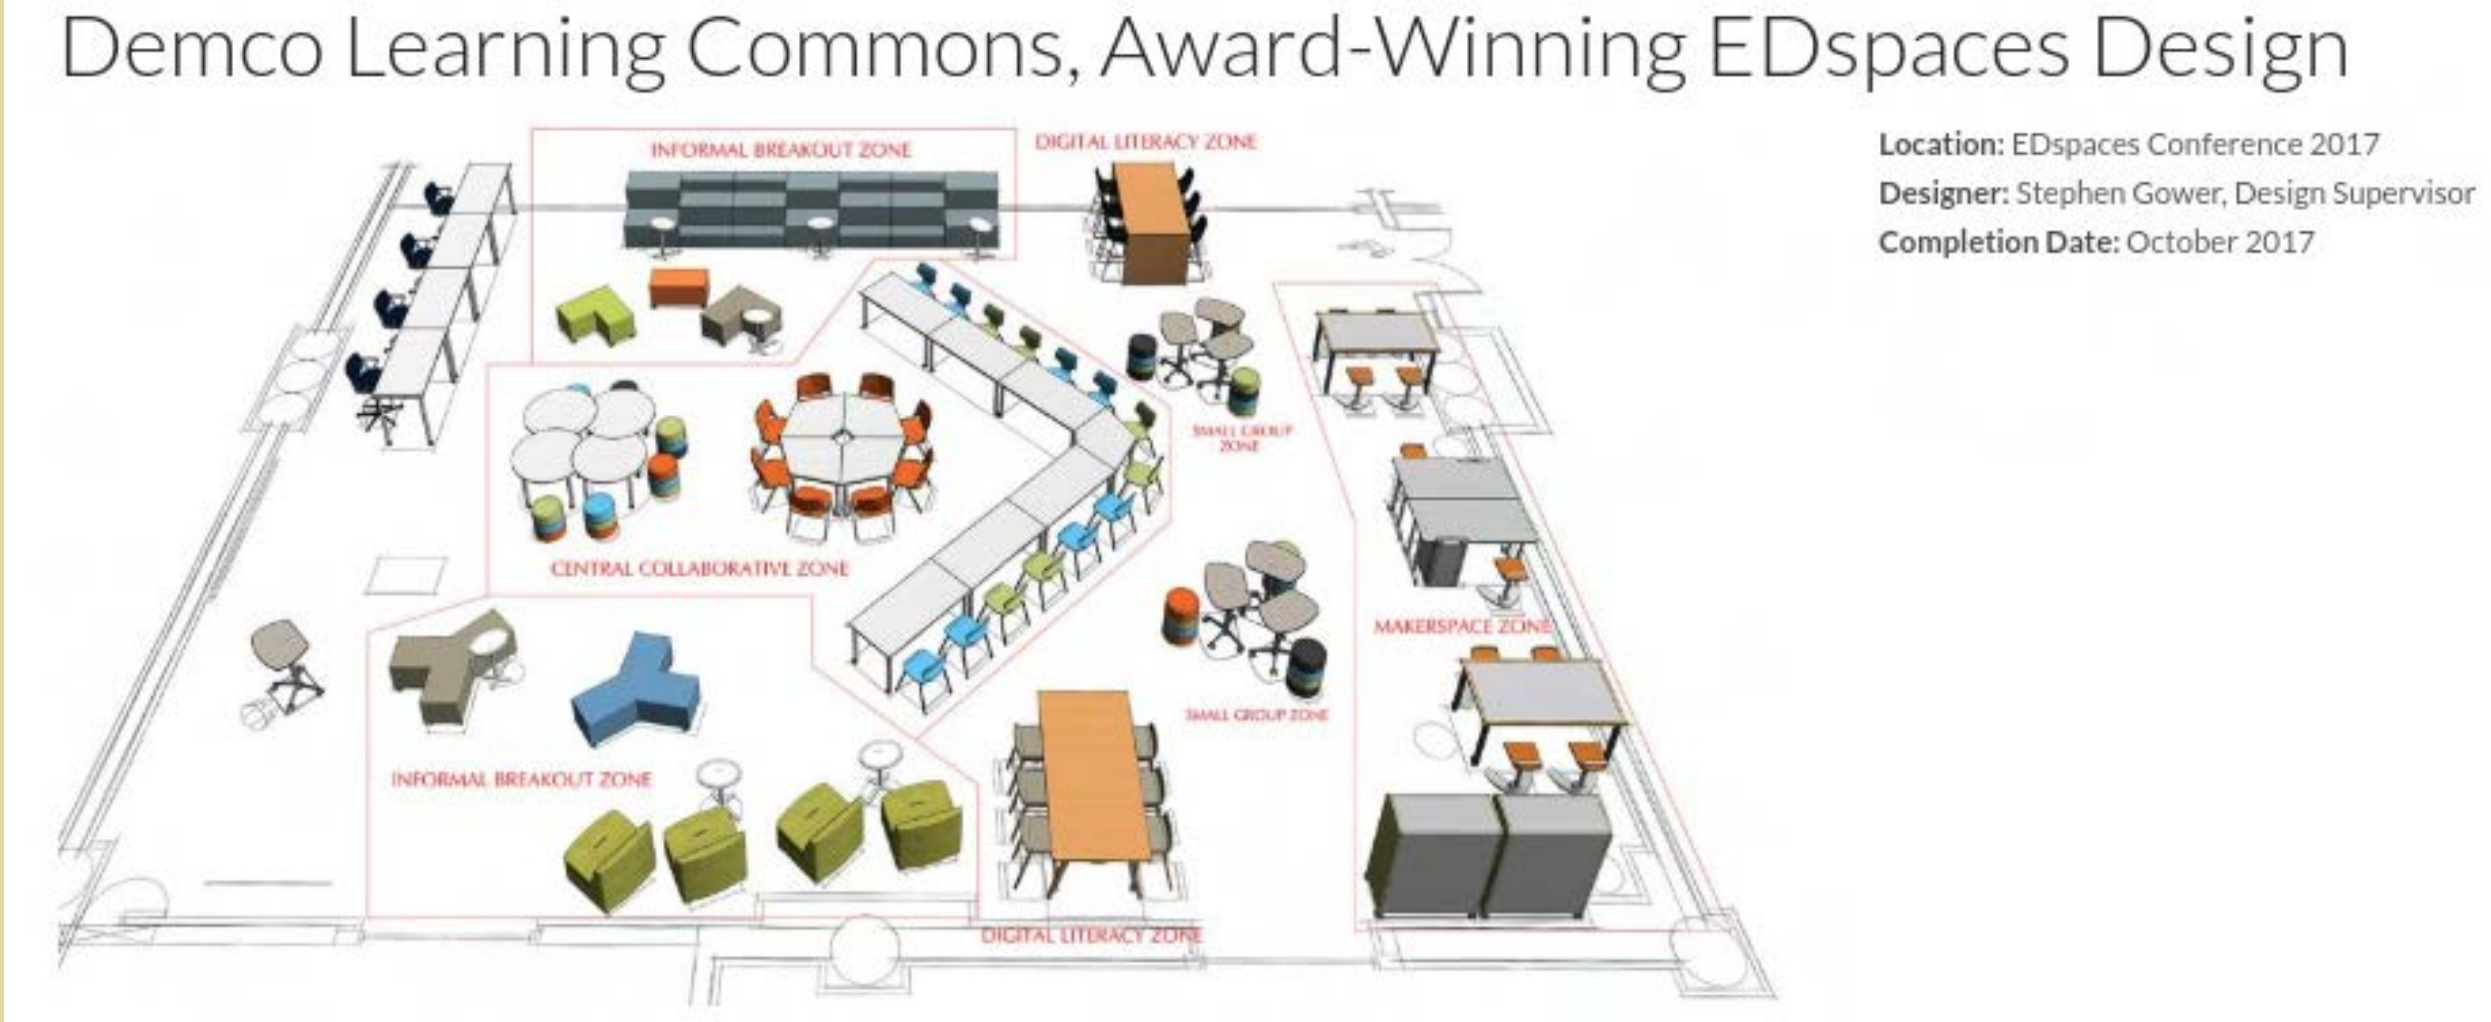 Demco Learning Commons, Award-Winning EDspaces Design
Location: EDspaces Conference 2017
Designer: Stephen Gower, Design Supervisor
Completion Date: October 2017
INFORMAL BREAKOUT ZONE
DIGITAL LITERACY ZONE
SMALL GROUP
ZONE
CENTRAL COLLABORATIVE ZONE
MAKERSPACE ZONE
SMALL GROUP ZONE
INFORMAL BREAKOUT ZONE
DIGITAL LITERACY ZONE